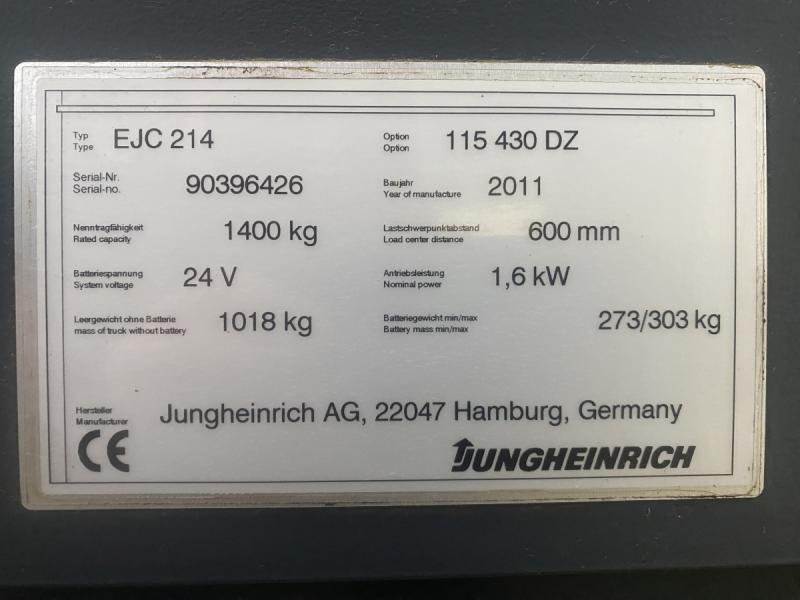 Typ EJC 214 Option 115 430 DZ
Type Option
Serial-Nr. 90396426 Baujahr 2011
Serial-no. Year of manufacture
Nenntragfähigkeit 1400 kg Lastschwerpunktabstand 600 mm
Rated capacity Load center distance
Batteriespannung 24 V Antriebsleistung 1,6 kW
System voltage Nominal power
Leergewicht ohne Batterie 1018 kg Batteriegewicht min/max 273/303 kg
mass of truck without battery Battery mass min/max
Hersteller Jungheinrich AG, 22047 Hamburg, Germany
Manufacturer
CE JUNGHEINRICH